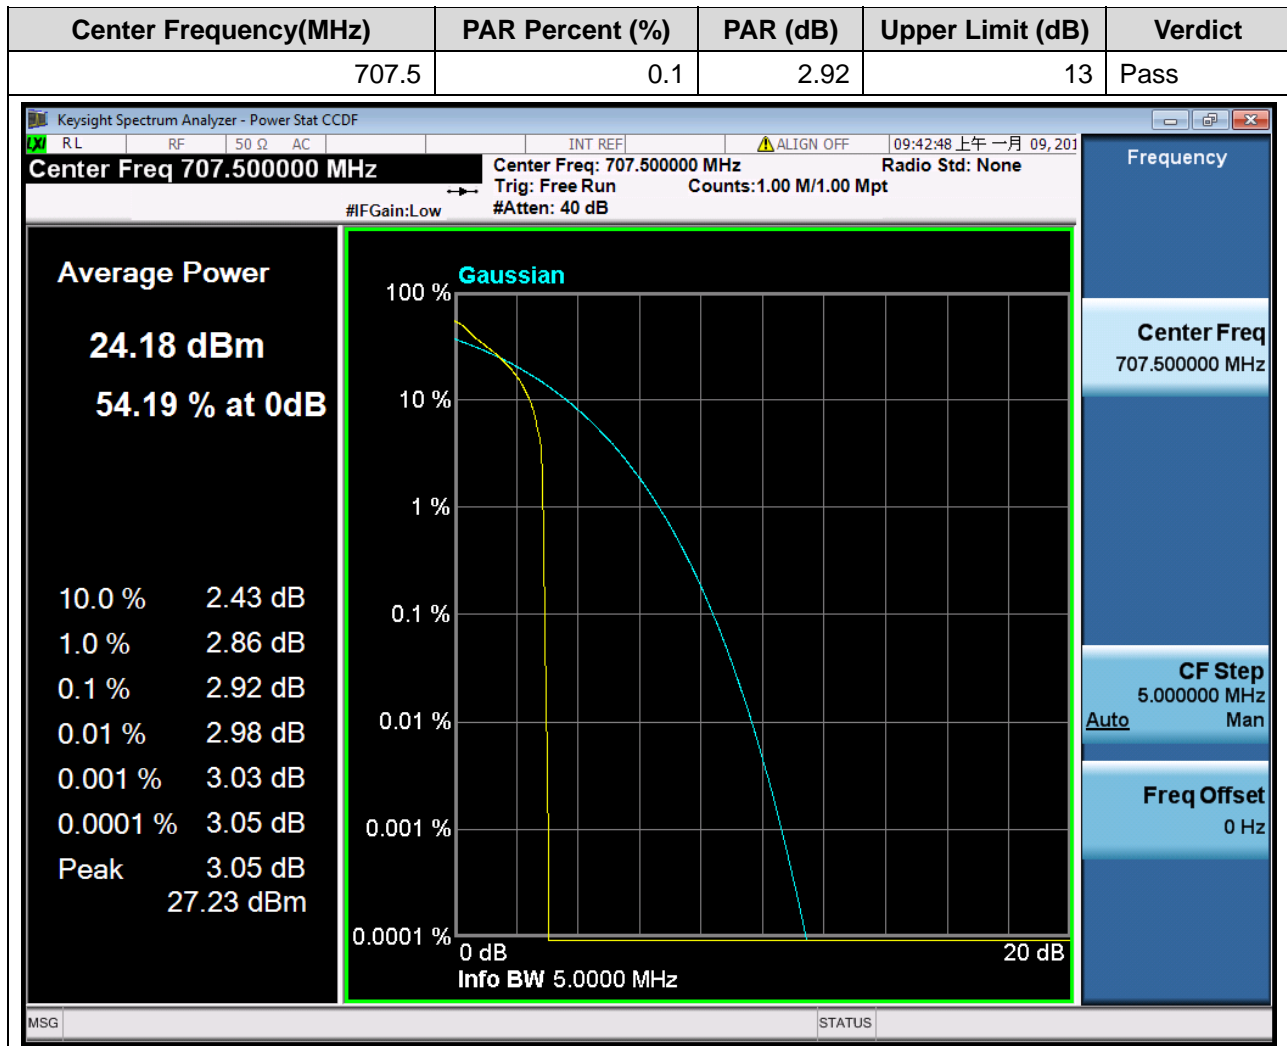 Center Frequency(MHz) PAR Percent (%) PAR (dB) Upper Limit (dB) Verdict
707.5 0.1 2.92 13 Pass
Keysight Spectrum Analyzer - Power Stat CCDF
LXI RL RF 50 Ω AC INT REF ALIGN OFF 09:42:48 上午 一月 09, 201
Center Freq 707.500000 MHz
Center Freq: 707.500000 MHz Radio Std: None
Trig: Free Run Counts:1.00 M/1.00 Mpt
#IFGain:Low #Atten: 40 dB
Average Power
24.18 dBm
54.19 % at 0dB
10.0 % 2.43 dB
1.0 % 2.86 dB
0.1 % 2.92 dB
0.01 % 2.98 dB
0.001 % 3.03 dB
0.0001 % 3.05 dB
Peak 3.05 dB
27.23 dBm
Gaussian
100 %
10 %
1 %
0.1 %
0.01 %
0.001 %
0.0001 %
0 dB 20 dB
Info BW 5.0000 MHz
Frequency
Center Freq
707.500000 MHz
CF Step
5.000000 MHz
Auto Man
Freq Offset
0 Hz
MSG STATUS